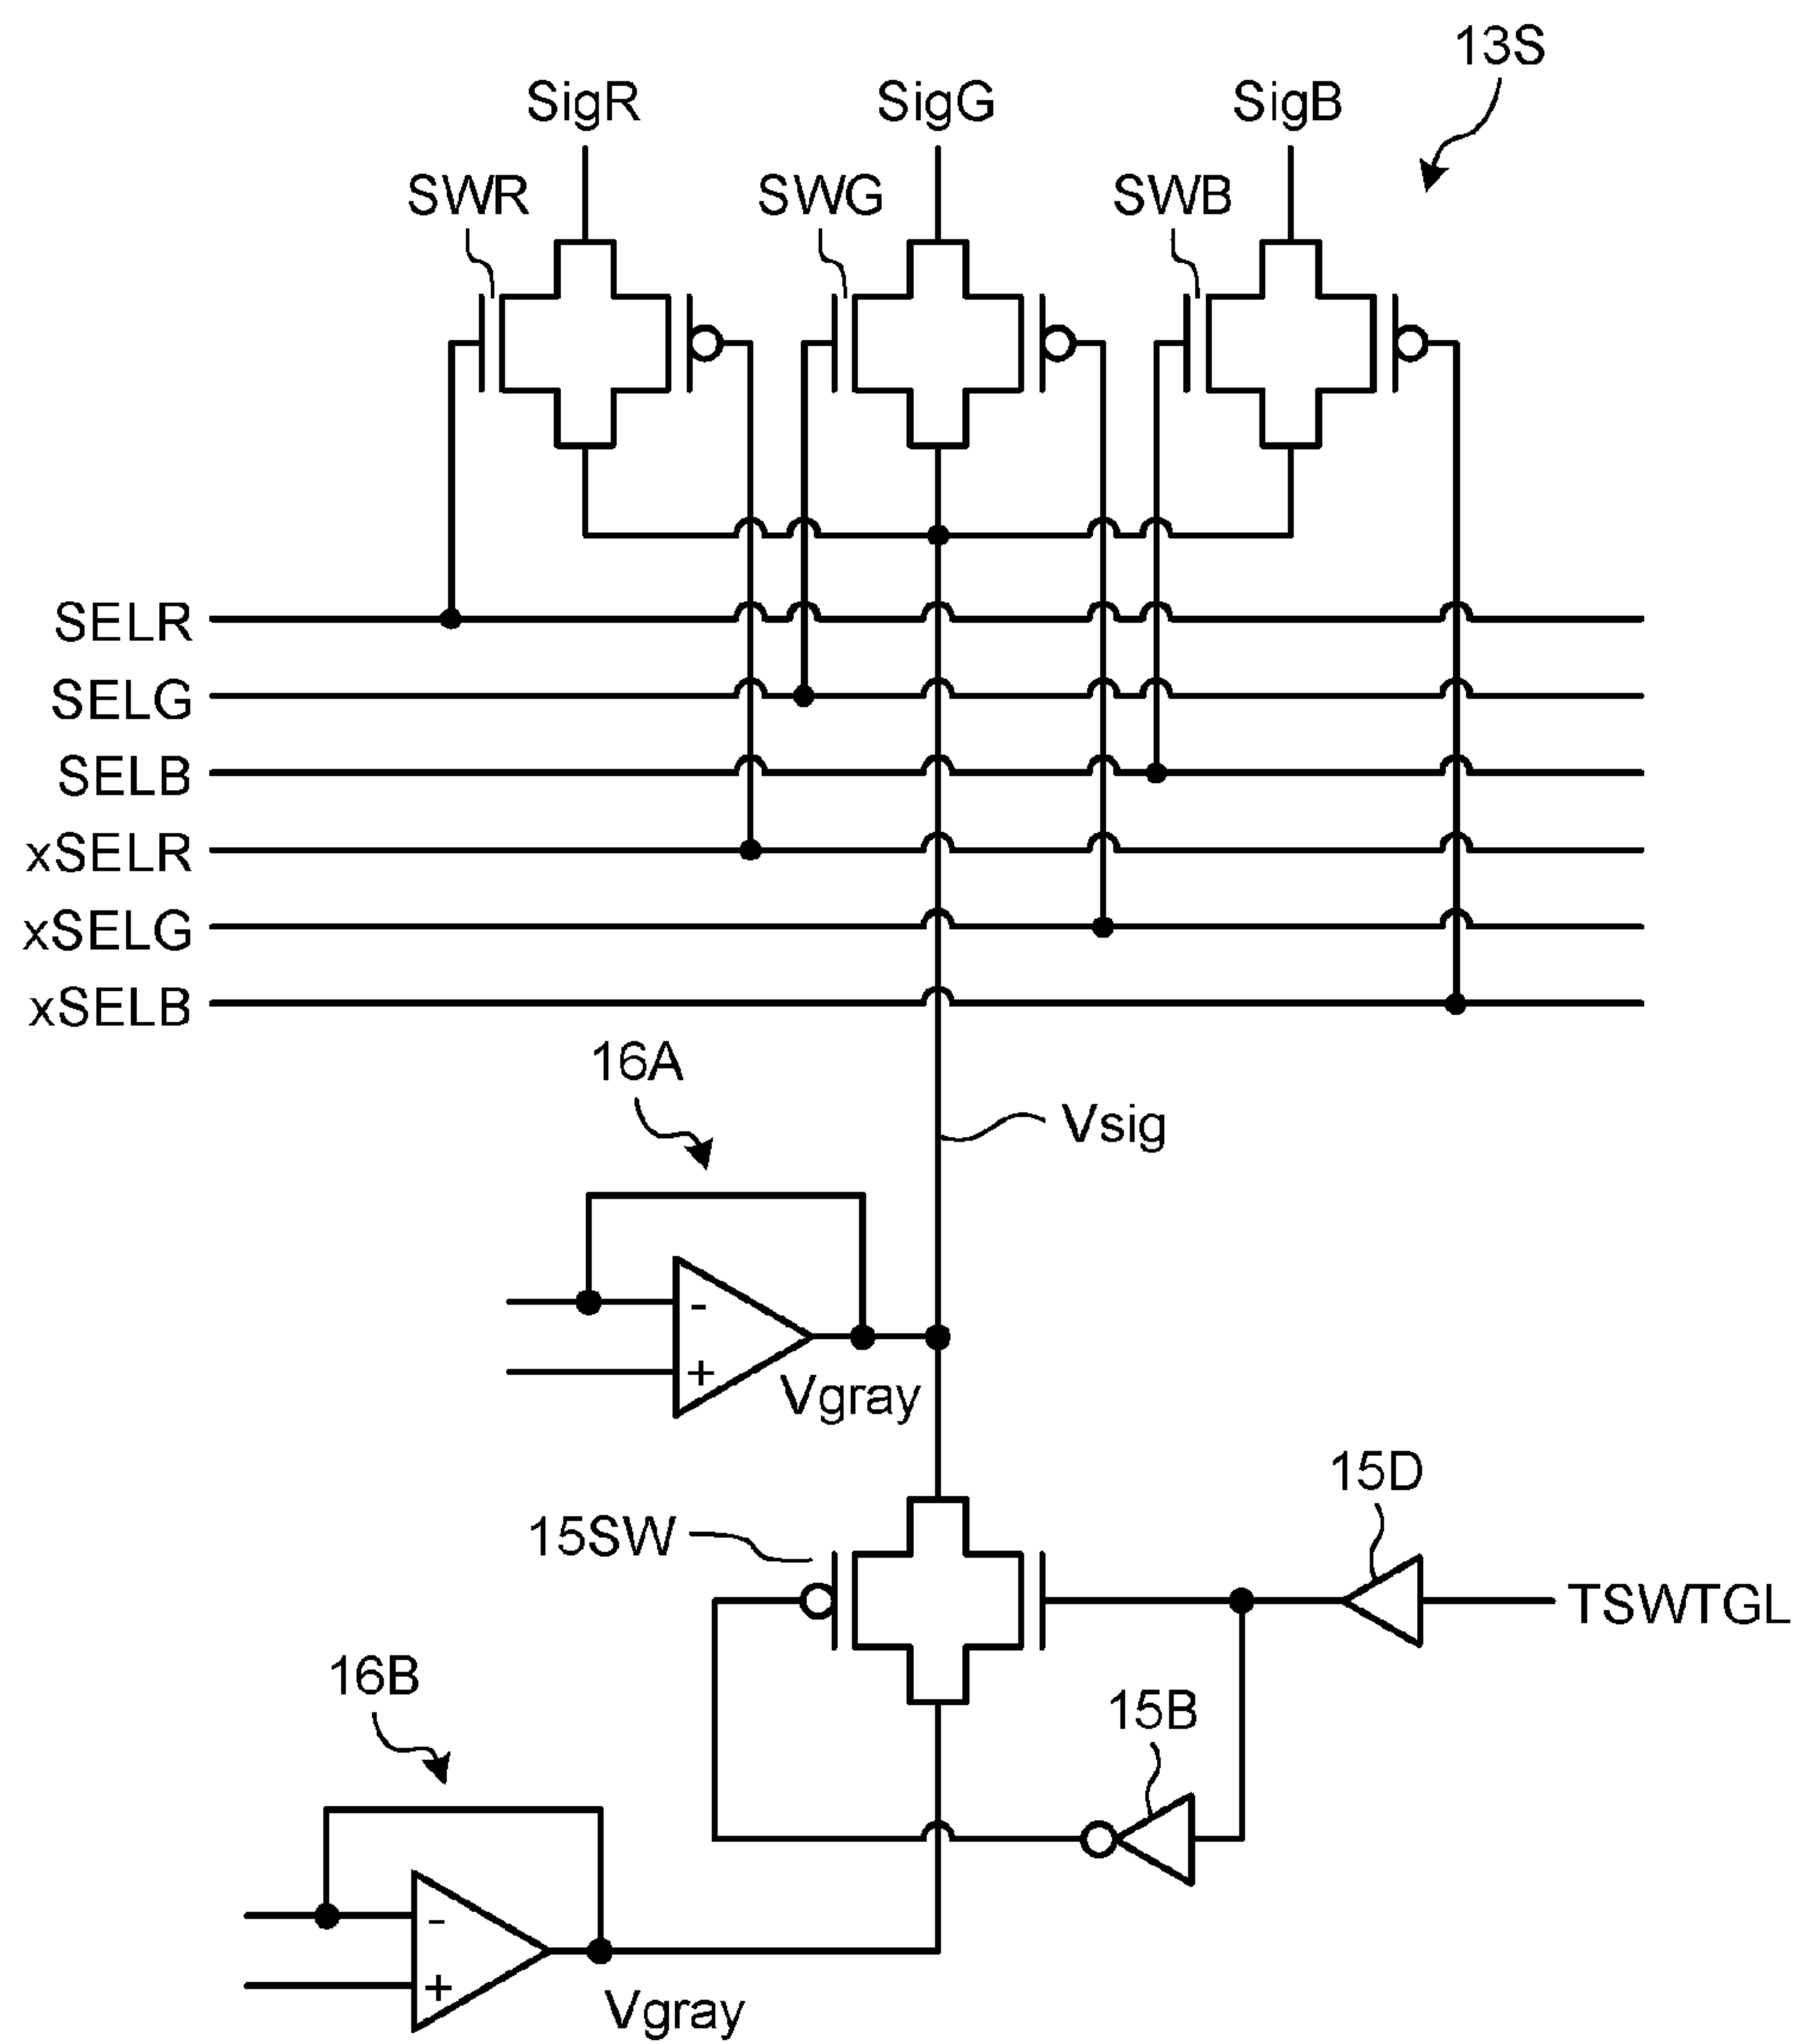 13S
SigR
SigG
SigB
SWR
SWG
SWB
SELR
SELG
SELB
xSELR
xSELG
xSELB
16A
Vsig
-
+
Vgray
15D
15SW
TSWTGL
16B
15B
-
+
Vgray